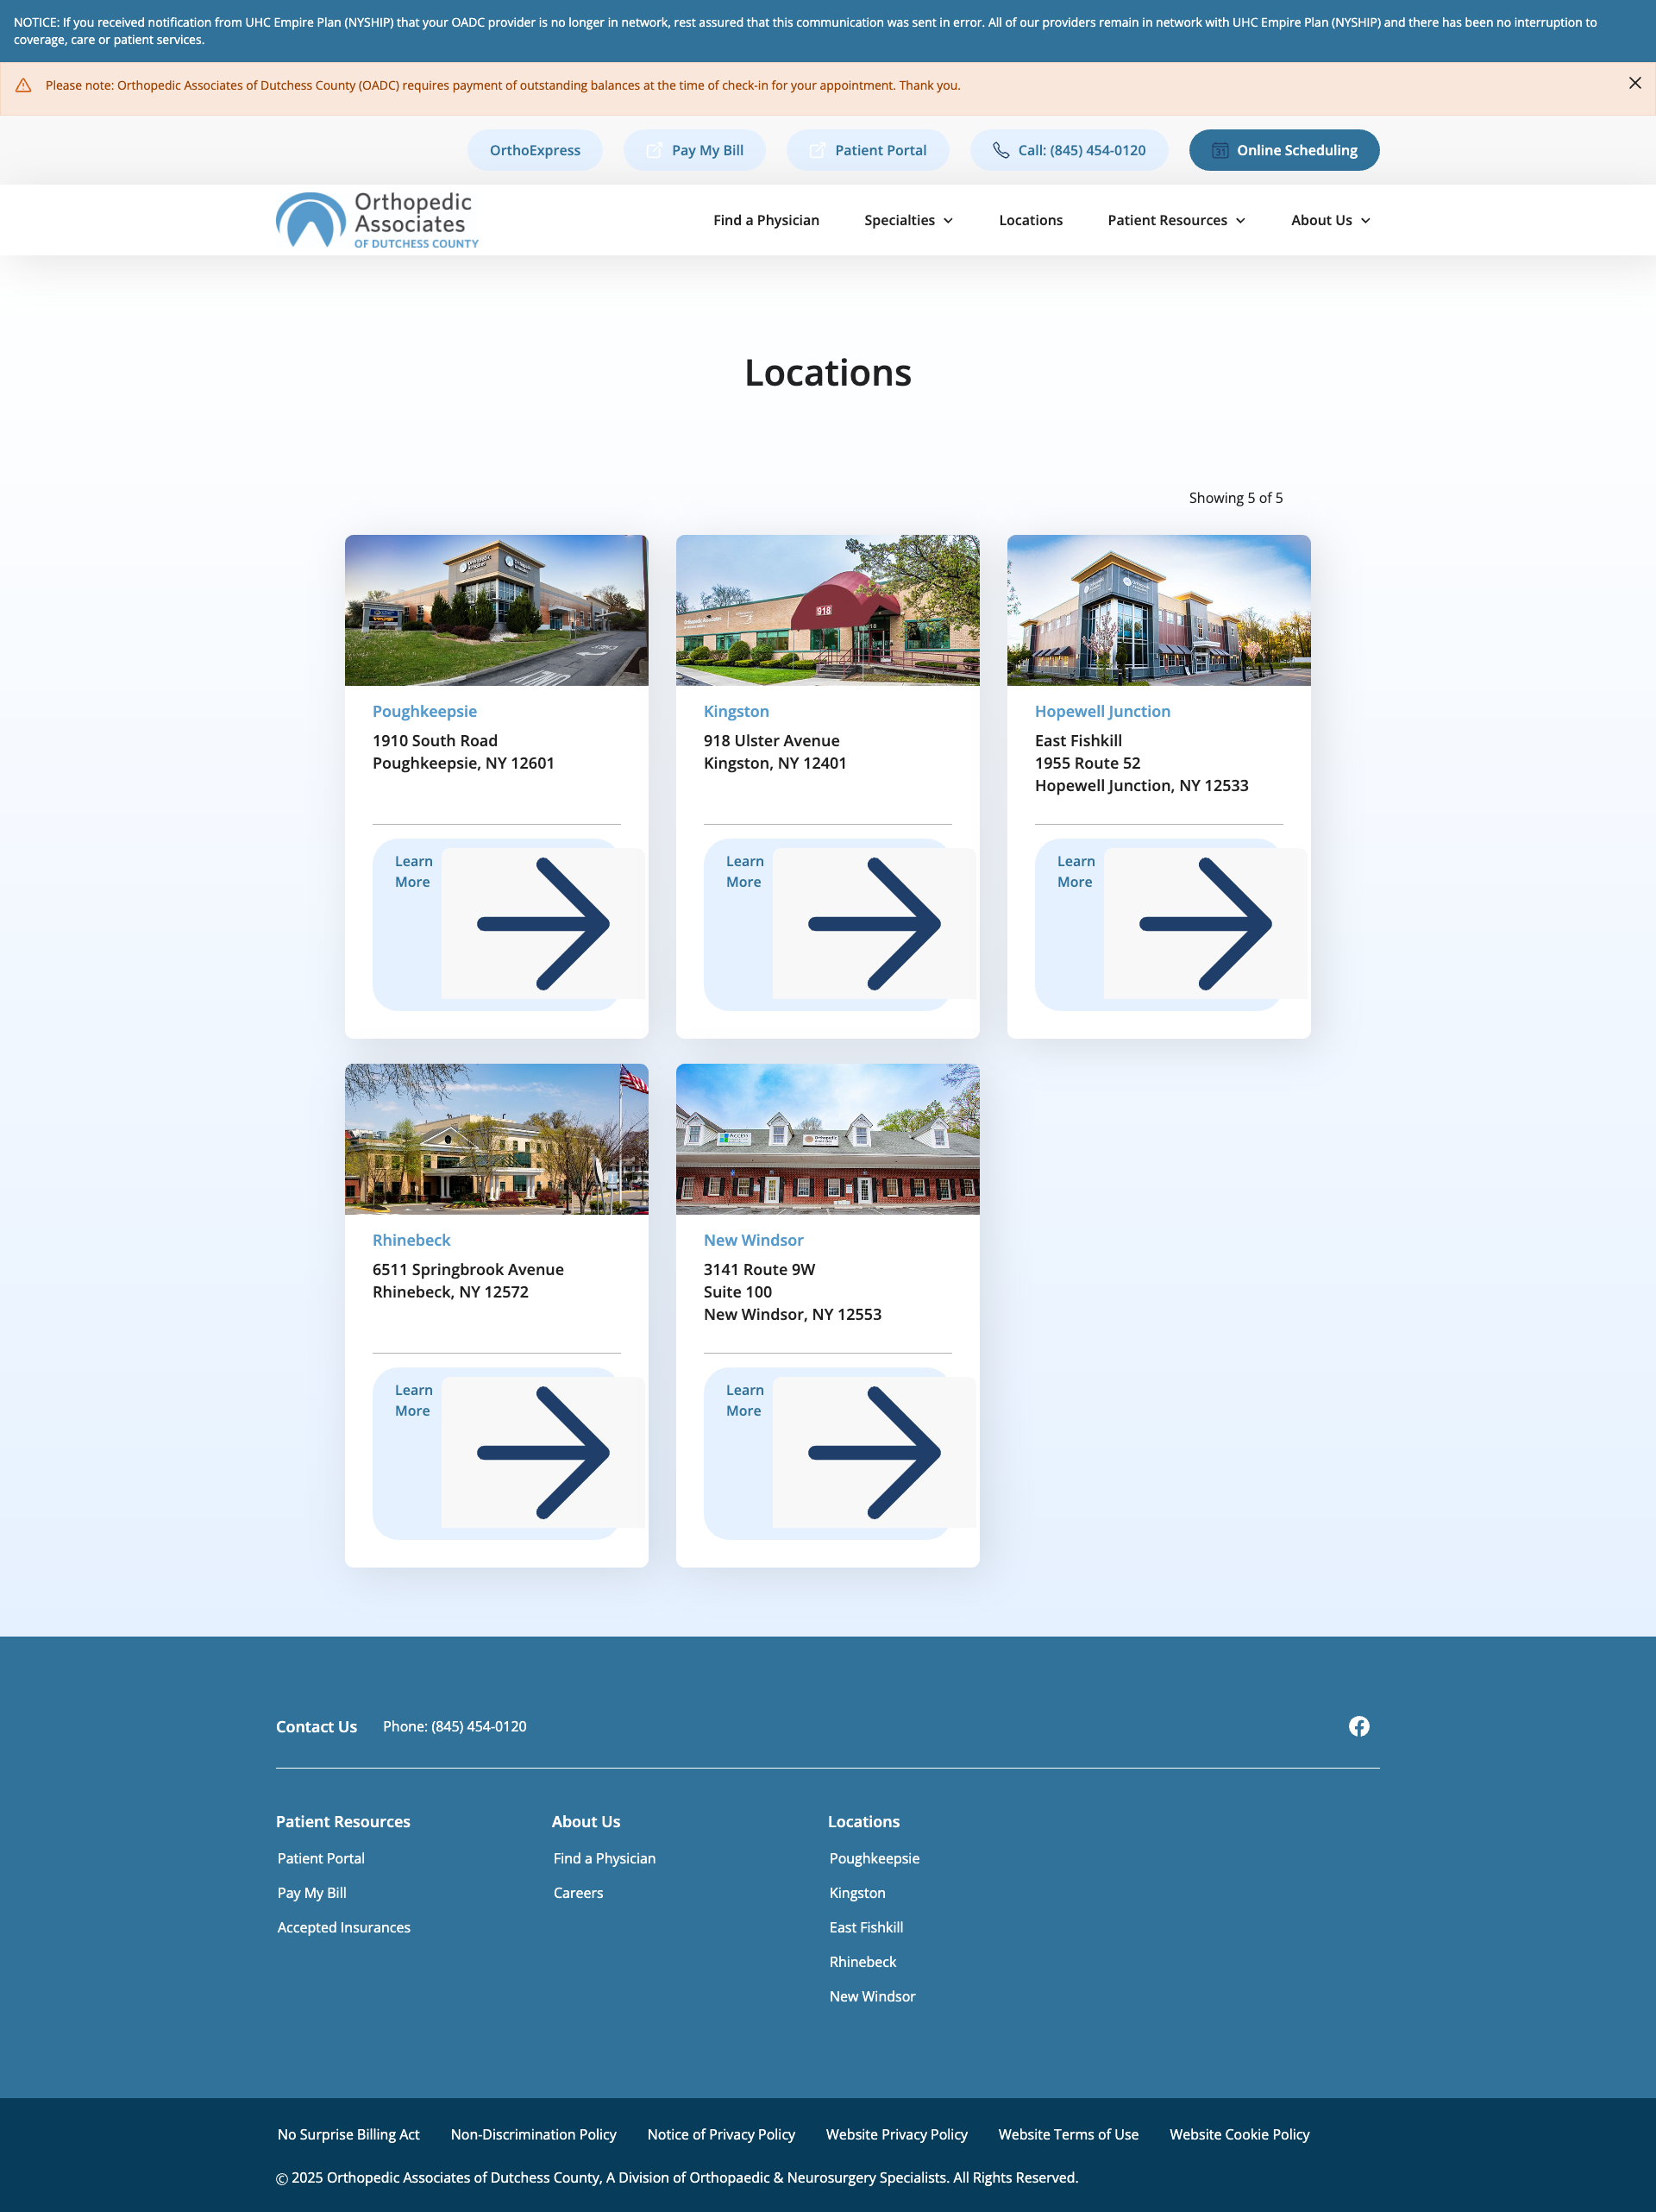 NOTICE: If you received notification from UHC Empire Plan (NYSHIP) that your OADC provider is no longer in network, rest assured that this communication was sent in error. All of our providers remain in network with UHC Empire Plan (NYSHIP) and there has been no interruption to
coverage, care or patient services.
Please note: Orthopedic Associates of Dutchess County (OADC) requires payment of outstanding balances at the time of check-in for your appointment. Thank you.
OrthoExpress
Pay My Bill
Patient Portal
Call: (845) 454-0120
31
Online Scheduling
Orthopedic
Associates
OF DUTCHESS COUNTY
Find a Physician
Specialties
Locations
Patient Resources
About Us
Locations
Showing 5 of 5
918
Poughkeepsie
1910 South Road
Poughkeepsie, NY 12601
Learn
More
Kingston
918 Ulster Avenue
Kingston, NY 12401
Learn
More
Hopewell Junction
East Fishkill
1955 Route 52
Hopewell Junction, NY 12533
Learn
More
Rhinebeck
6511 Springbrook Avenue
Rhinebeck, NY 12572
Learn
More
New Windsor
3141 Route 9W
Suite 100
New Windsor, NY 12553
Learn
More
Contact Us
Phone: (845) 454-0120
Patient Resources
Patient Portal
Pay My Bill
Accepted Insurances
About Us
Find a Physician
Careers
Locations
Poughkeepsie
Kingston
East Fishkill
Rhinebeck
New Windsor
No Surprise Billing Act
Non-Discrimination Policy
Notice of Privacy Policy
Website Privacy Policy
Website Terms of Use
Website Cookie Policy
© 2025 Orthopedic Associates of Dutchess County, A Division of Orthopaedic & Neurosurgery Specialists. All Rights Reserved.